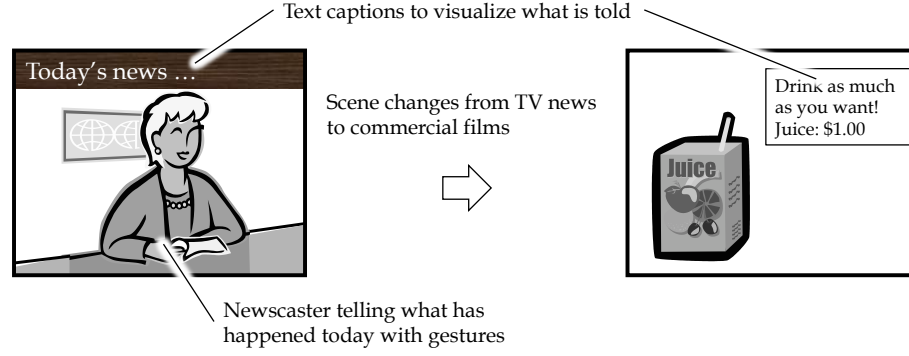 Text captions to visualize what is told
Today's news ...
Scene changes from TV news
to commercial films
Drink as much
as you want!
Juice: $1.00
Juice
Newscaster telling what has
happened today with gestures